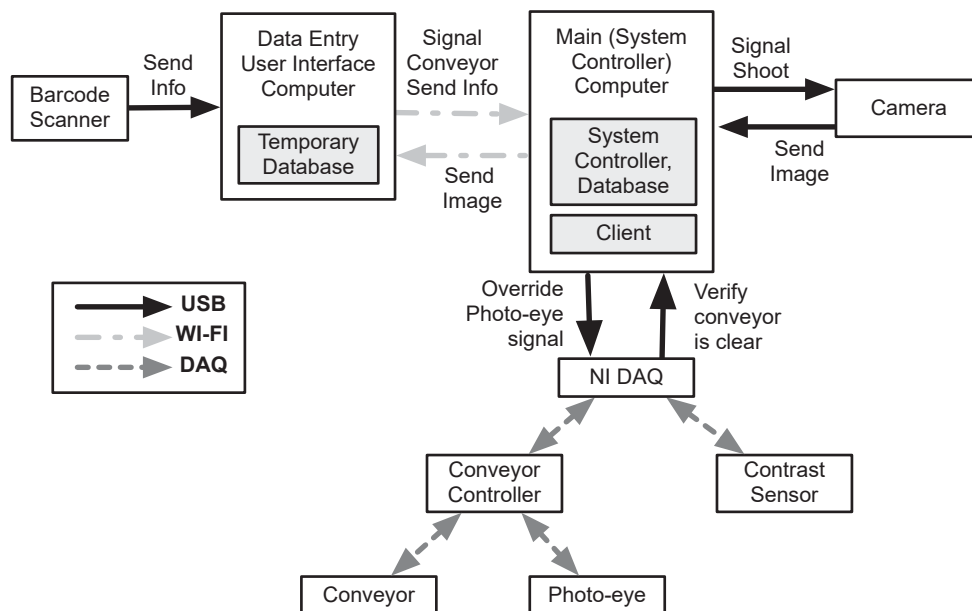 Barcode
Scanner
Send
Info
Data Entry
User Interface
Computer
Temporary
Database
Signal
Conveyor
Send Info
Send
Image
Main (System
Controller)
Computer
System
Controller,
Database
Client
Signal
Shoot
Camera
Send
Image
USB
WI-FI
DAQ
Override
Photo-eye
signal
Verify
conveyor
is clear
NI DAQ
Conveyor
Controller
Contrast
Sensor
Conveyor
Photo-eye